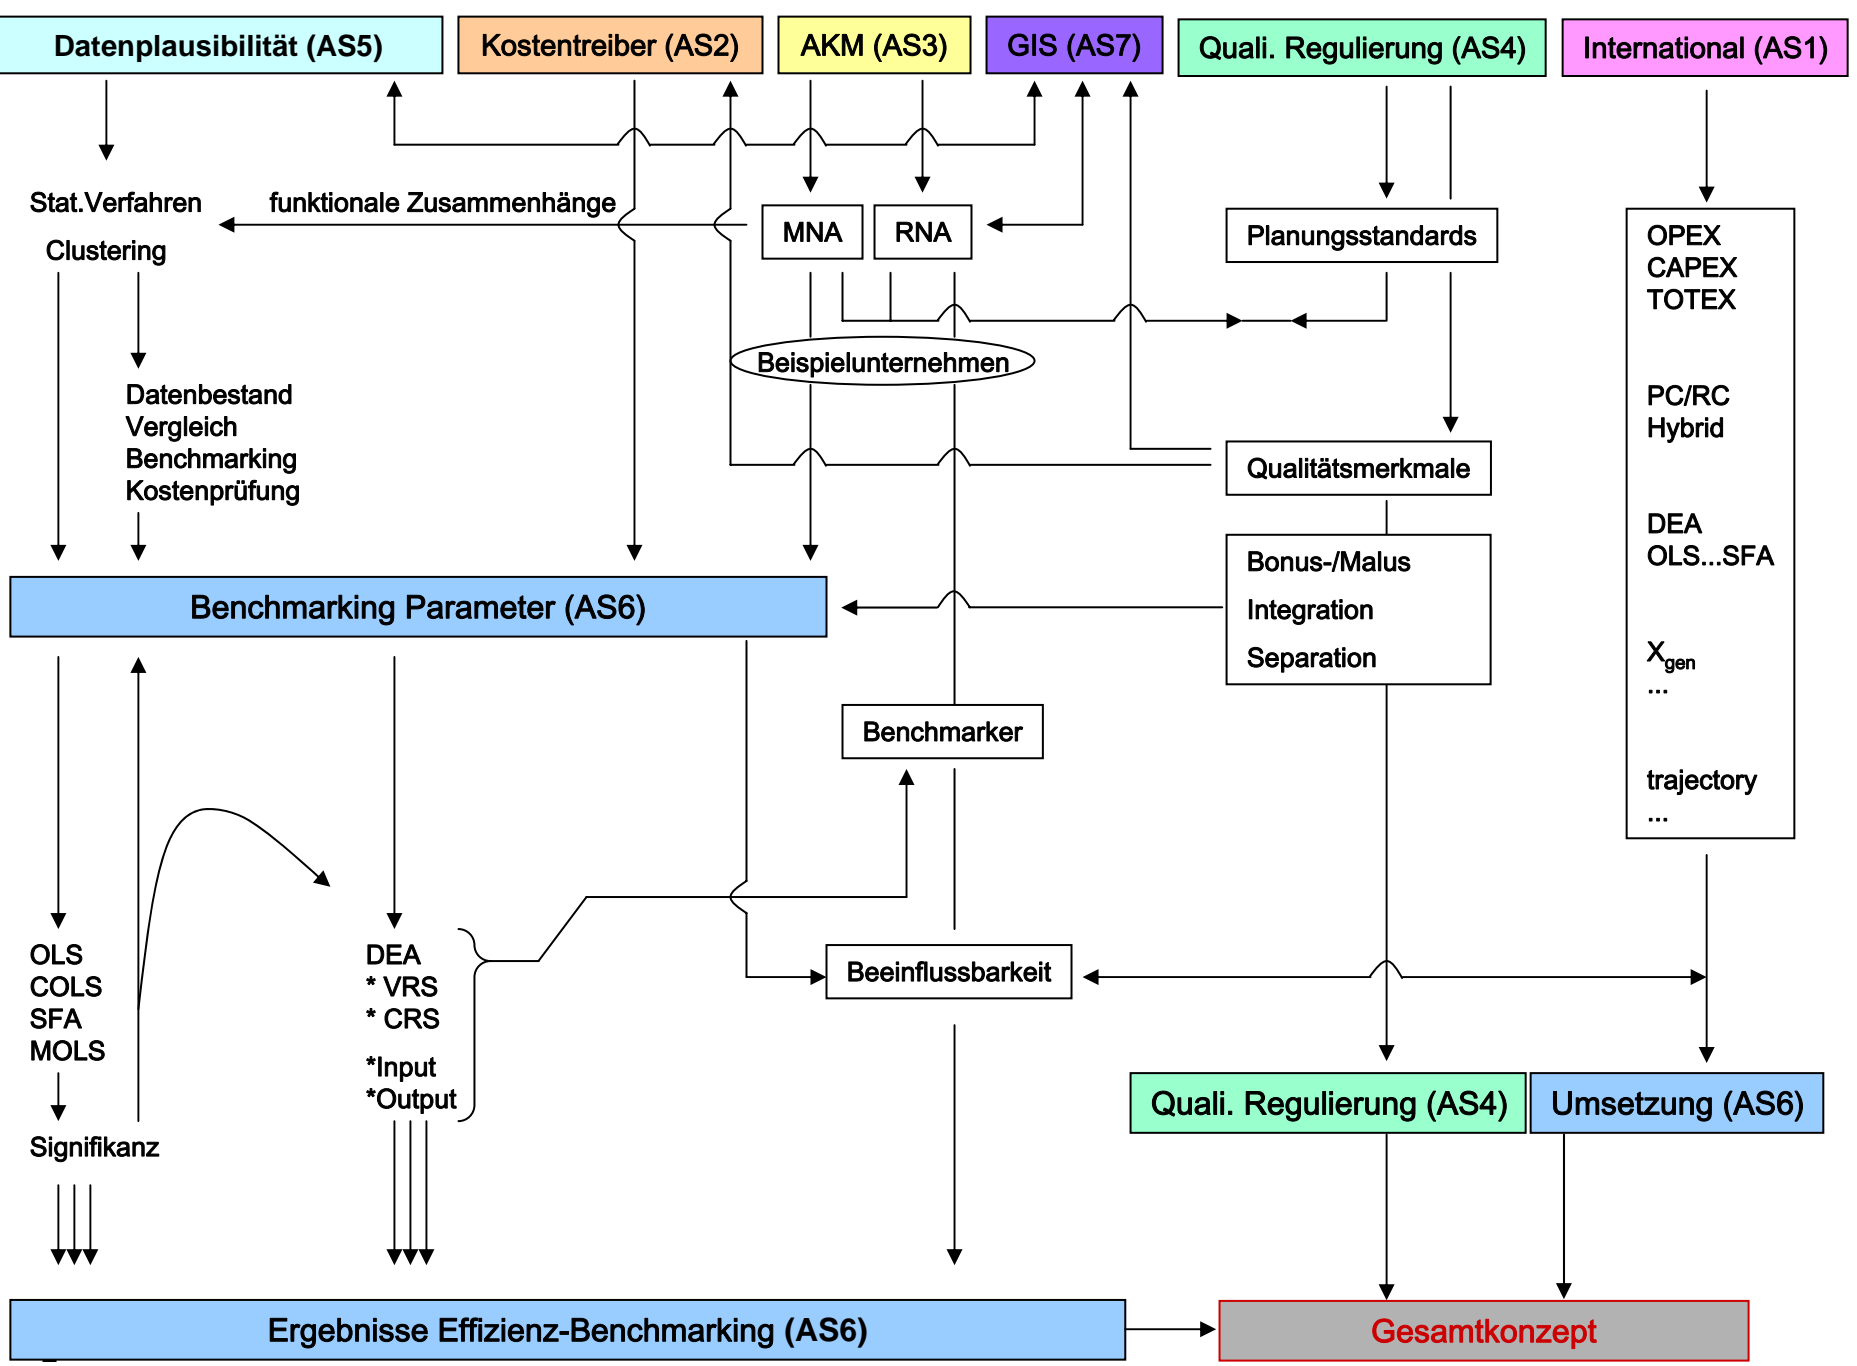 Datenplausibilität (AS5)
Kostentreiber (AS2)
AKM (AS3)
GIS (AS7)
Quali. Regulierung (AS4)
International (AS1)
Stat.Verfahren
Clustering
funktionale Zusammenhänge
MNA
RNA
Planungsstandards
OPEX
CAPEX
TOTEX
PC/RC
Hybrid
DEA
OLS...SFA
Xgen
...
trajectory
...
Beispielunternehmen
Datenbestand
Vergleich
Benchmarking
Kostenprüfung
Qualitätsmerkmale
Bonus-/Malus
Integration
Separation
Benchmarking Parameter (AS6)
Benchmarker
OLS
COLS
SFA
MOLS
Signifikanz
DEA
* VRS
* CRS
*Input
*Output
Beeinflussbarkeit
Quali. Regulierung (AS4)
Umsetzung (AS6)
Ergebnisse Effizienz-Benchmarking (AS6)
Gesamtkonzept